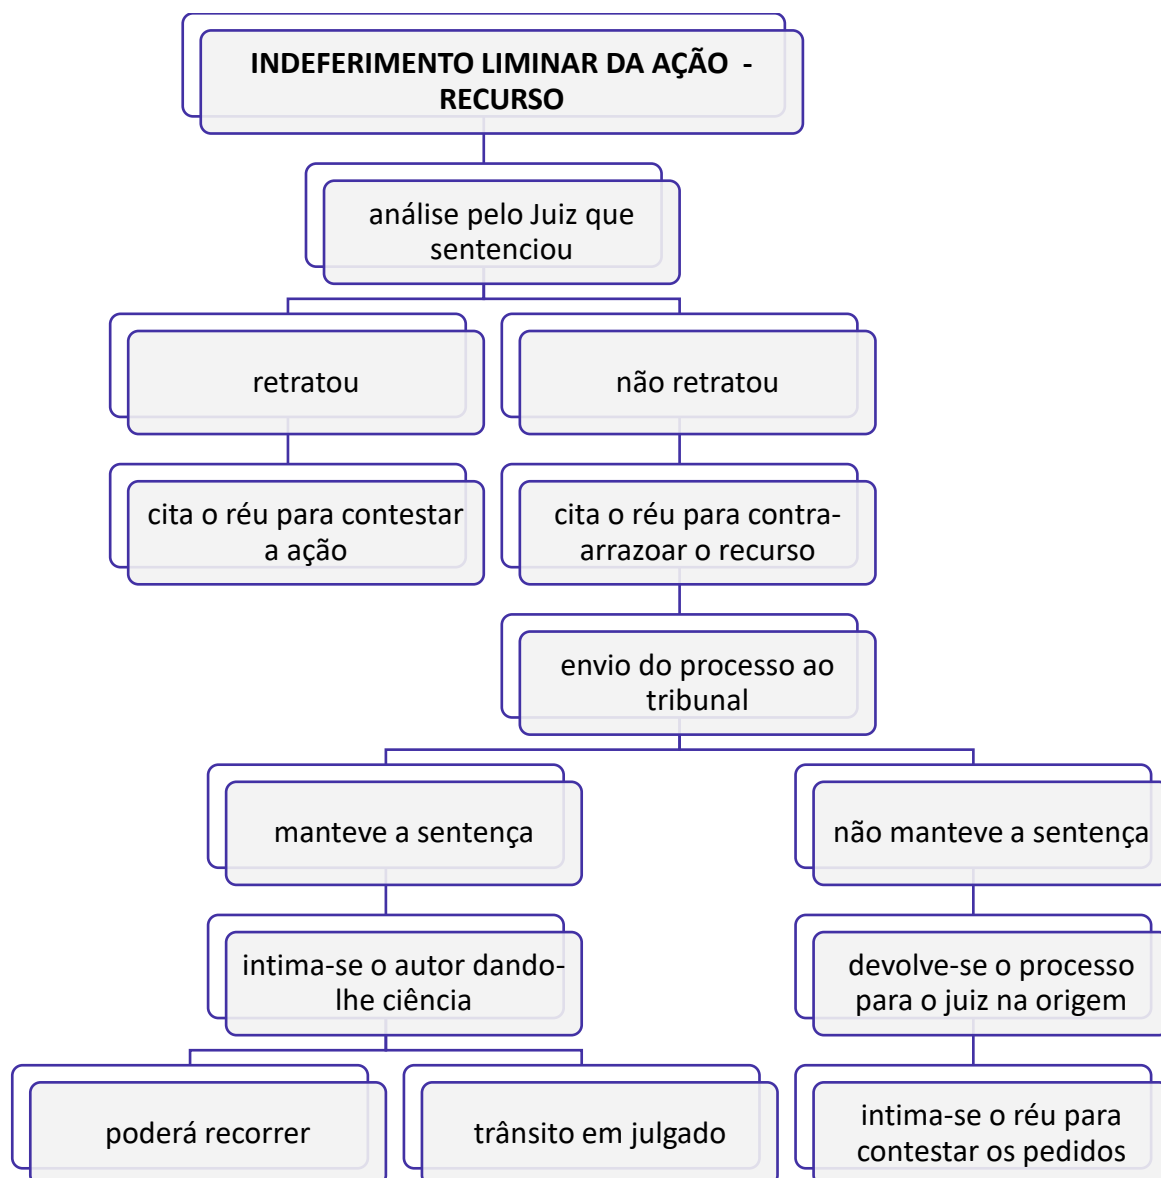 INDEFERIMENTO LIMINAR DA AÇÃO -
RECURSO
análise pelo Juiz que
sentenciou
retratou
não retratou
cita o réu para contestar
a ação
cita o réu para contra-
arrazoar o recurso
envio do processo ao
tribunal
manteve a sentença
não manteve a sentença
intima-se o autor dando-
lhe ciência
devolve-se o processo
para o juiz na origem
poderá recorrer
trânsito em julgado
intima-se o réu para
contestar os pedidos